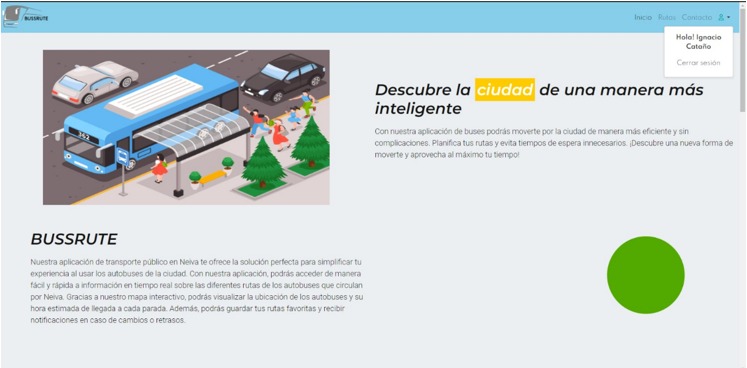 BUSSRUTE
Inicio Rutas Contacto
Hola! Ignacio
Cataño
Cerrar sesión
362
Descubre la ciudad de una manera más
inteligente
Con nuestra aplicación de buses podrás moverte por la ciudad de manera más eficiente y sin
complicaciones. Planifica tus rutas y evita tiempos de espera innecesarios. ¡Descubre una nueva forma de
moverte y aprovecha al máximo tu tiempo!
BUSSRUTE
Nuestra aplicación de transporte público en Neiva te ofrece la solución perfecta para simplificar tu
experiencia al usar los autobuses de la ciudad. Con nuestra aplicación, podrás acceder de manera
fácil y rápida a información en tiempo real sobre las diferentes rutas de los autobuses que circulan
por Neiva. Gracias a nuestro mapa interactivo, podrás visualizar la ubicación de los autobuses y su
hora estimada de llegada a cada parada. Además, podrás guardar tus rutas favoritas y recibir
notificaciones en caso de cambios o retrasos.